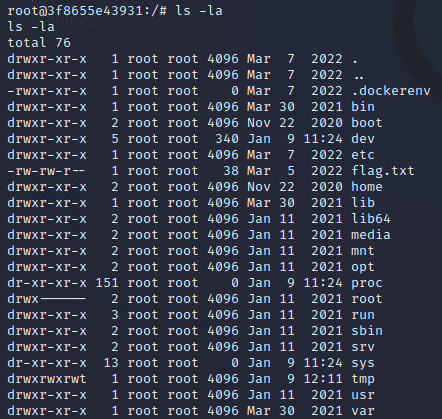 root@3f8655e43931:/# ls -la
ls -la
total 76
drwxr-xr-x 1 root root 4096 Mar 7 2022 .
drwxr-xr-x 1 root root 4096 Mar 7 2022 ..
-rwxr-xr-x 1 root root 0 Mar 7 2022 .dockerenv
drwxr-xr-x 1 root root 4096 Mar 30 2021 bin
drwxr-xr-x 2 root root 4096 Nov 22 2020 boot
drwxr-xr-x 5 root root 340 Jan 9 11:24 dev
drwxr-xr-x 1 root root 4096 Mar 7 2022 etc
-rw-rw-r-- 1 root root 38 Mar 5 2022 flag.txt
drwxr-xr-x 2 root root 4096 Nov 22 2020 home
drwxr-xr-x 1 root root 4096 Mar 30 2021 lib
drwxr-xr-x 2 root root 4096 Jan 11 2021 lib64
drwxr-xr-x 2 root root 4096 Jan 11 2021 media
drwxr-xr-x 2 root root 4096 Jan 11 2021 mnt
drwxr-xr-x 2 root root 4096 Jan 11 2021 opt
dr-xr-xr-x 151 root root 0 Jan 9 11:24 proc
drwx------ 2 root root 4096 Jan 11 2021 root
drwxr-xr-x 3 root root 4096 Jan 11 2021 run
drwxr-xr-x 2 root root 4096 Jan 11 2021 sbin
drwxr-xr-x 2 root root 4096 Jan 11 2021 srv
dr-xr-xr-x 13 root root 0 Jan 9 11:24 sys
drwxrwxrwt 1 root root 4096 Jan 9 12:11 tmp
drwxr-xr-x 1 root root 4096 Jan 11 2021 usr
drwxr-xr-x 1 root root 4096 Mar 30 2021 var